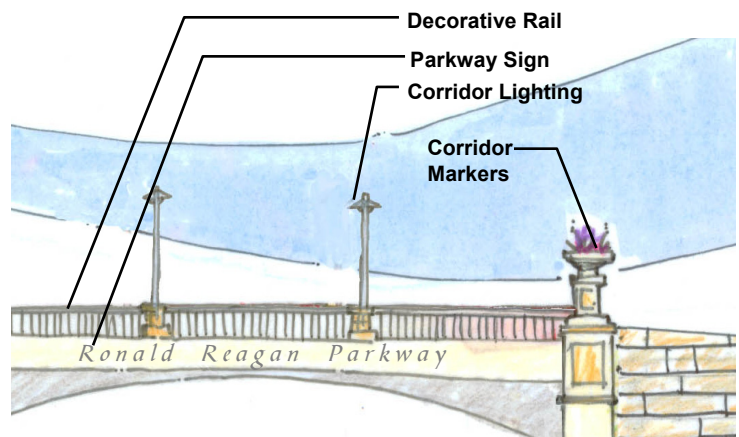 Decorative Rail
Parkway Sign
Corridor Lighting
Corridor
Markers
Ronald Reagan Parkway